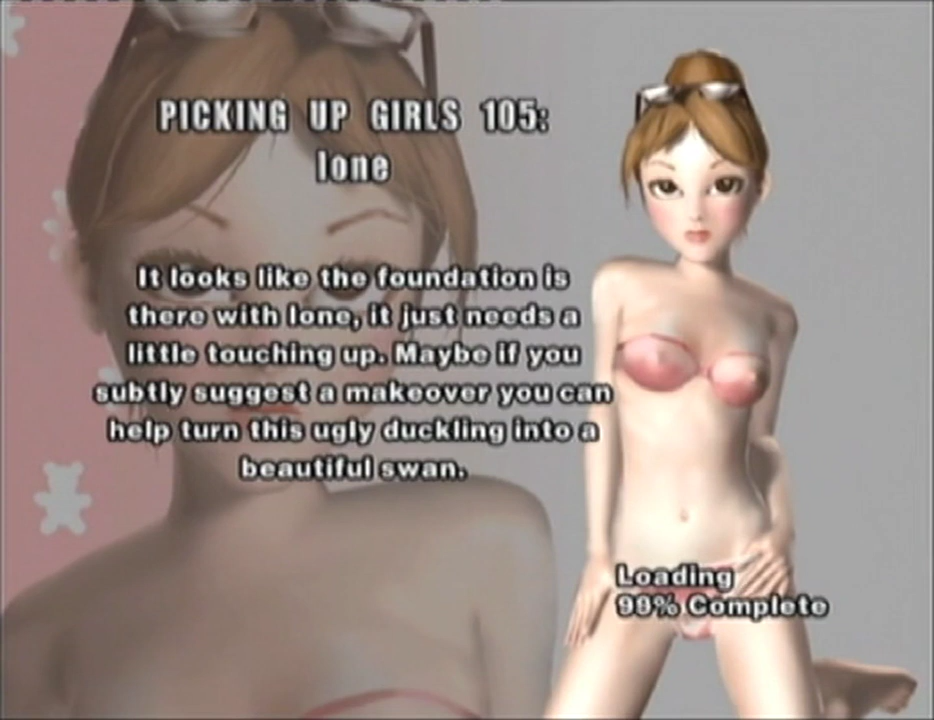 PICKING UP GIRLS 105:
Ione
It looks like the foundation is
there with Ione, it just needs a
little touching up. Maybe if you
subtly suggest a makeover you can
help turn this ugly duckling into a
beautiful swan.
Loading
98% Complete